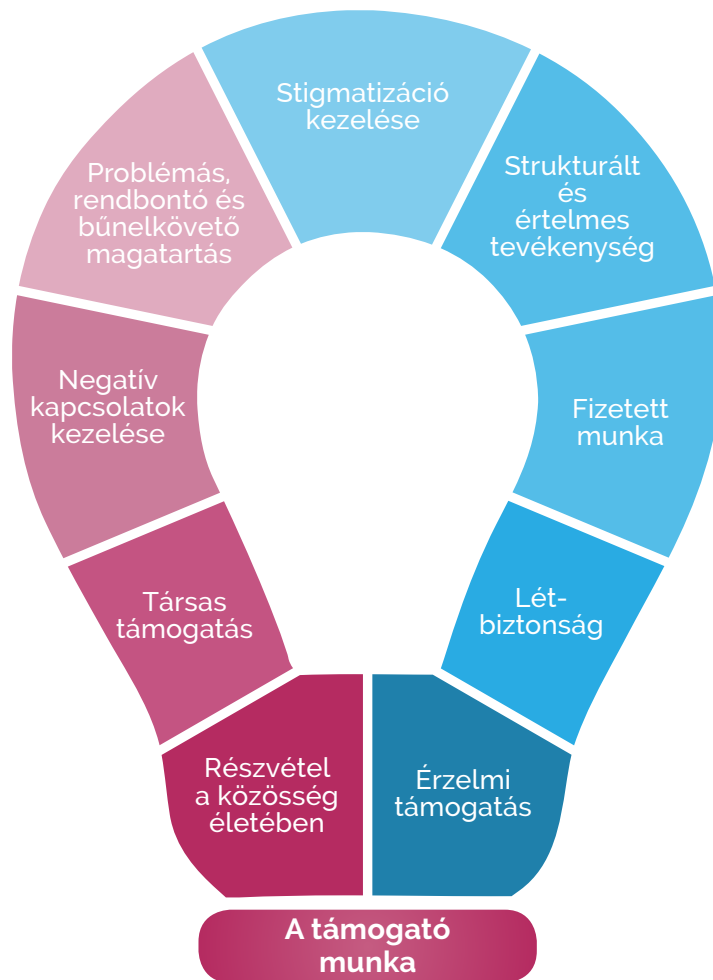 Stigmatizáció
kezelése
Strukturált
és
értelmes
tevékenység
Fizetett
munka
Lét-
biztonság
Érzelmi
támogatás
Részvétel
a közösség
életében
Társas
támogatás
Negatív
kapcsolatok
kezelése
Problémás,
rendbontó és
bűnelkövető
magatartás
A támogató
munka